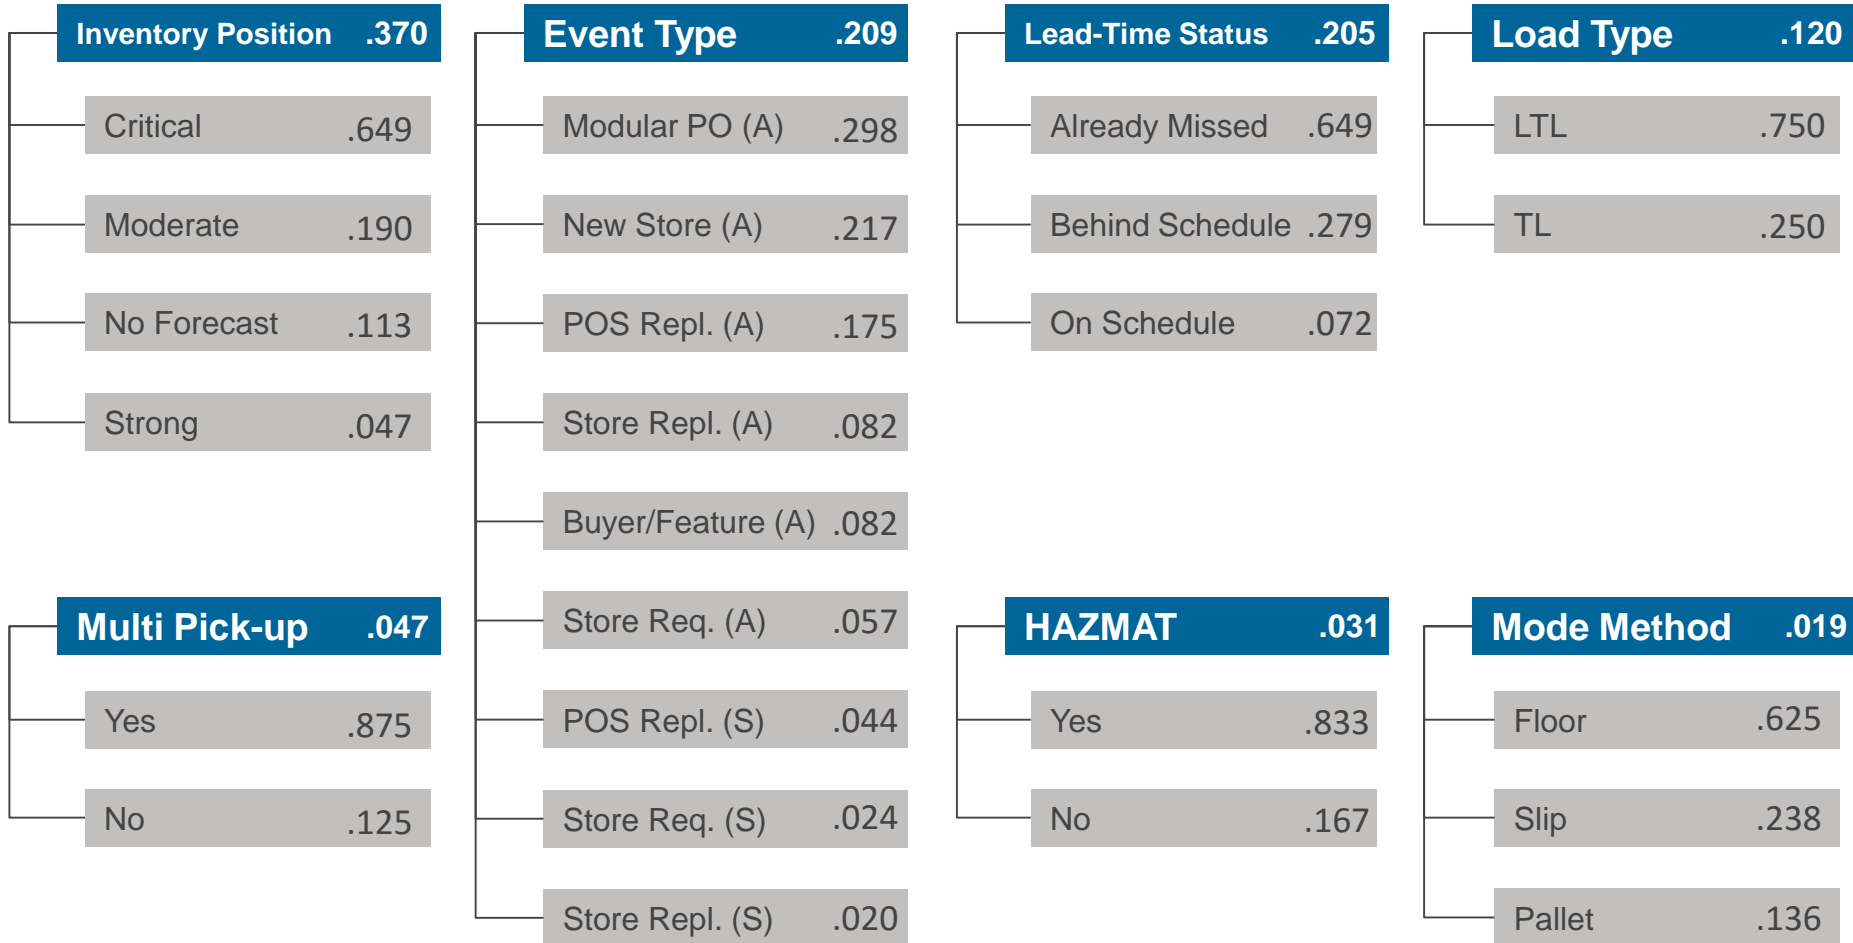 Inventory Position .370
Critical .649
Moderate .190
No Forecast .113
Strong .047
Event Type .209
Modular PO (A) .298
New Store (A) .217
POS Repl. (A) .175
Store Repl. (A) .082
Buyer/Feature (A) .082
Store Req. (A) .057
POS Repl. (S) .044
Store Req. (S) .024
Store Repl. (S) .020
Lead-Time Status .205
Already Missed .649
Behind Schedule .279
On Schedule .072
Load Type .120
LTL .750
TL .250
Multi Pick-up .047
Yes .875
No .125
HAZMAT .031
Yes .833
No .167
Mode Method .019
Floor .625
Slip .238
Pallet .136